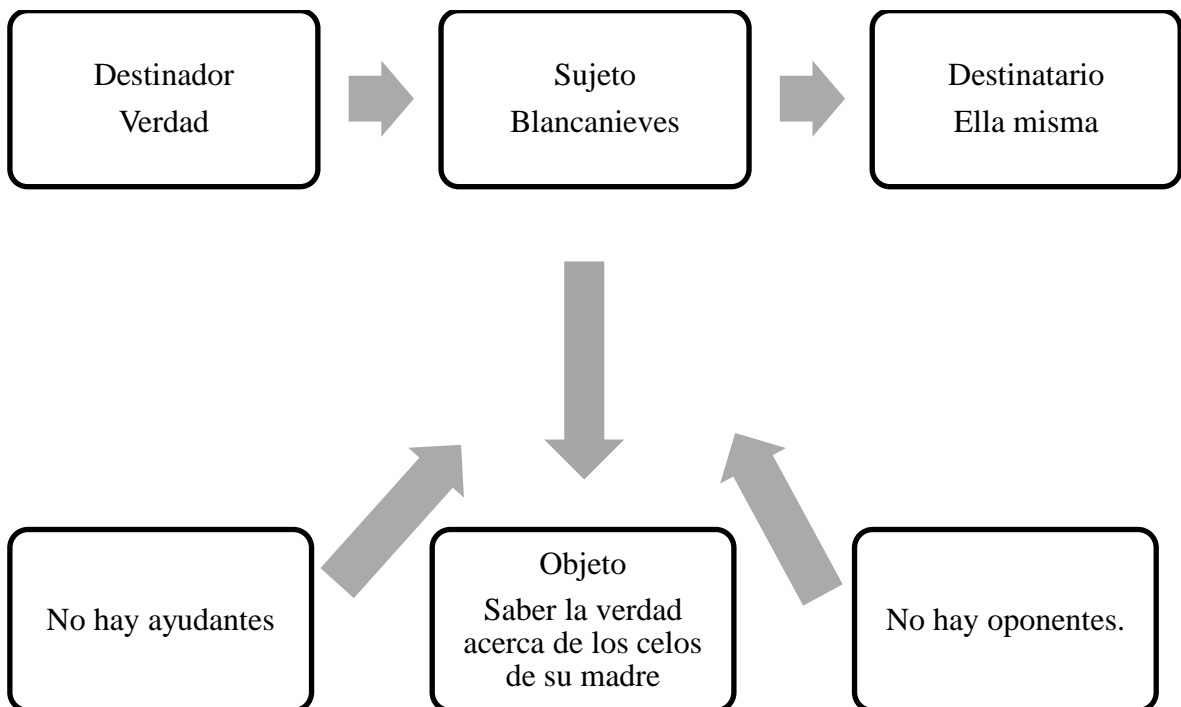 Destinador
Verdad
Sujeto
Blancanieves
Destinatario
Ella misma
No hay ayudantes
Objeto
Saber la verdad
acerca de los celos
de su madre
No hay oponentes.